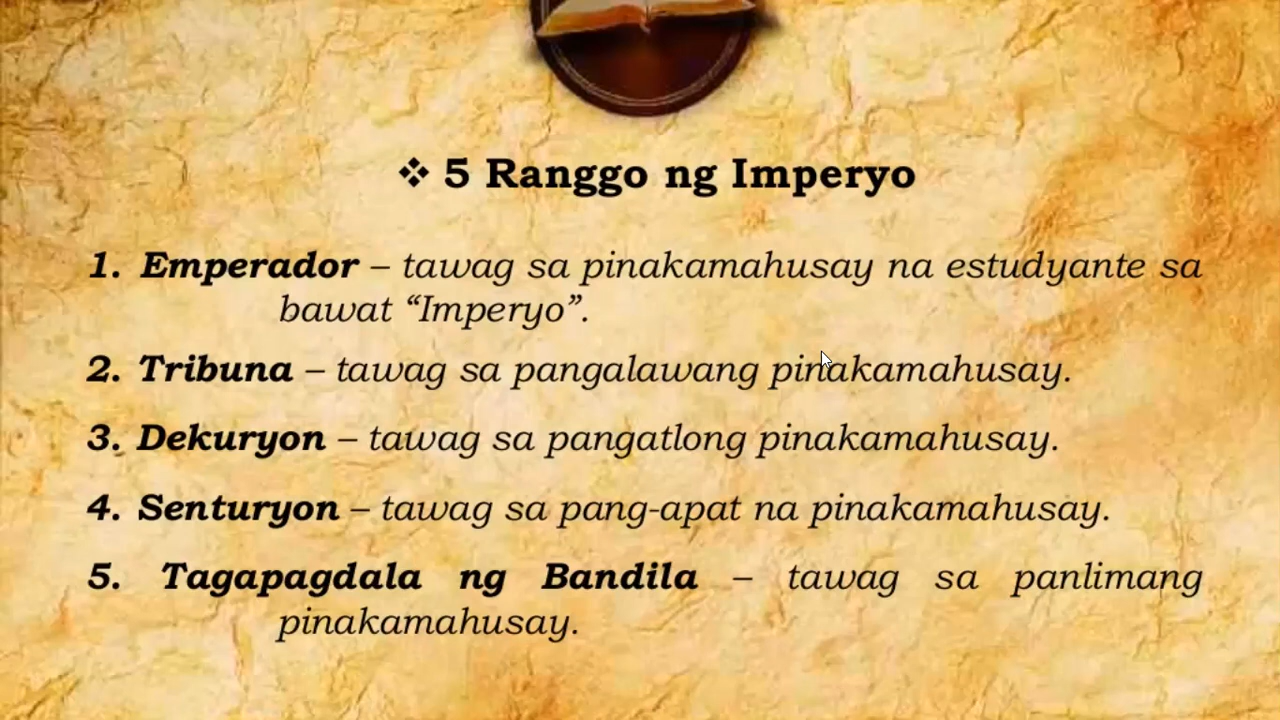 ❖ 5 Ranggo ng Imperyo
1. Emperador – tawag sa pinakamahusay na estudyante sa
bawat “Imperyo”.
2. Tribuna – tawag sa pangalawang pinakamahusay.
3. Dekuryon – tawag sa pangatlong pinakamahusay.
4. Senturyon – tawag sa pang-apat na pinakamahusay.
5. Tagapagdala ng Bandila – tawag sa panlimang
pinakamahusay.